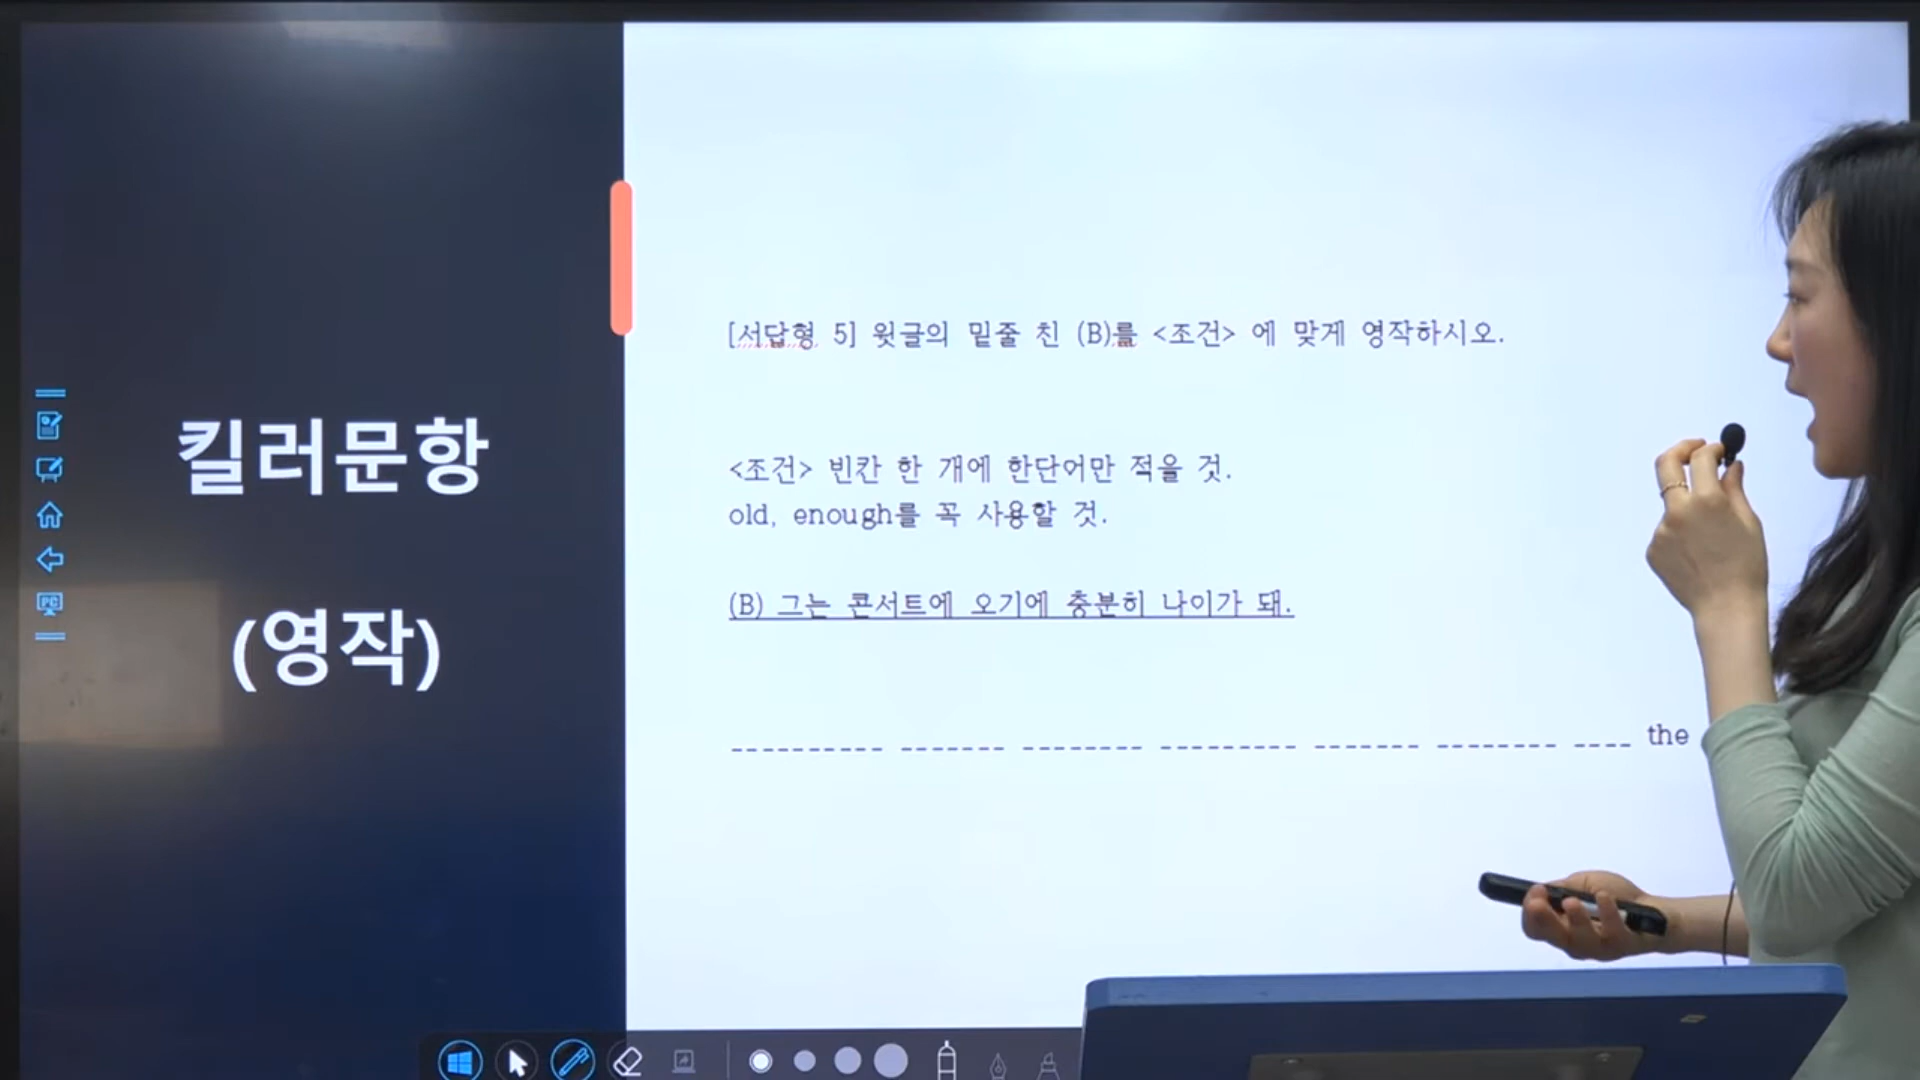 킬러문항
(영작)
[서답형 5] 윗글의 밑줄 친 (B)를 <조건> 에 맞게 영작하시오.
<조건> 빈칸 한 개에 한단어만 적을 것.
old, enough를 꼭 사용할 것.
(B) 그는 콘서트에 오기에 충분히 나이가 돼.
---------- ------- -------- --------- ------- -------- ---- the
PC